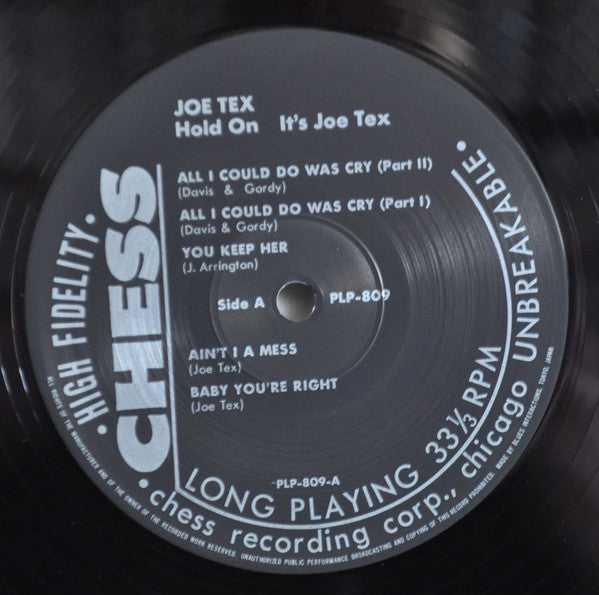 JOE TEX
Hold On It's Joe Tex
ALL I COULD DO WAS CRY (Part II)
(Davis & Gordy)
ALL I COULD DO WAS CRY (Part I)
(Davis & Gordy)
YOU KEEP HER
(J. Arrington)
Side A PLP-809
AIN'T I A MESS
(Joe Tex)
BABY YOU'RE RIGHT
(Joe Tex)
PLP-809-A
• HIGH FIDELITY •
CHESS
LONG PLAYING 33⅓ RPM
• chess recording corp., chicago UNBREAKABLE •
ALL RIGHTS OF THE MANUFACTURER AND OF THE OWNER OF THE RECORDED WORK RESERVED. UNAUTHORIZED PUBLIC PERFORMANCE, BROADCASTING AND COPYING OF THIS RECORD PROHIBITED. MADE BY BLUES INTERACTIONS, TOKYO, JAPAN